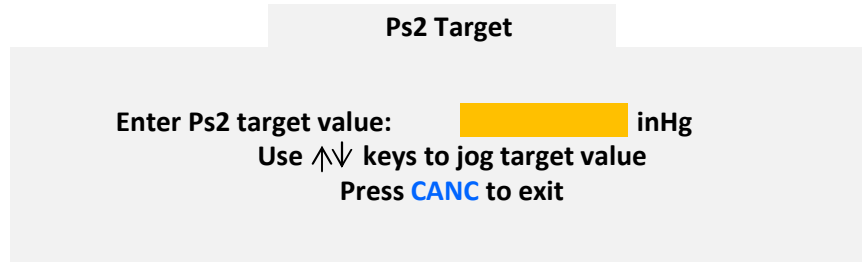 Ps2 Target
Enter Ps2 target value: inHg
Use ↑↓ keys to jog target value
Press CANC to exit